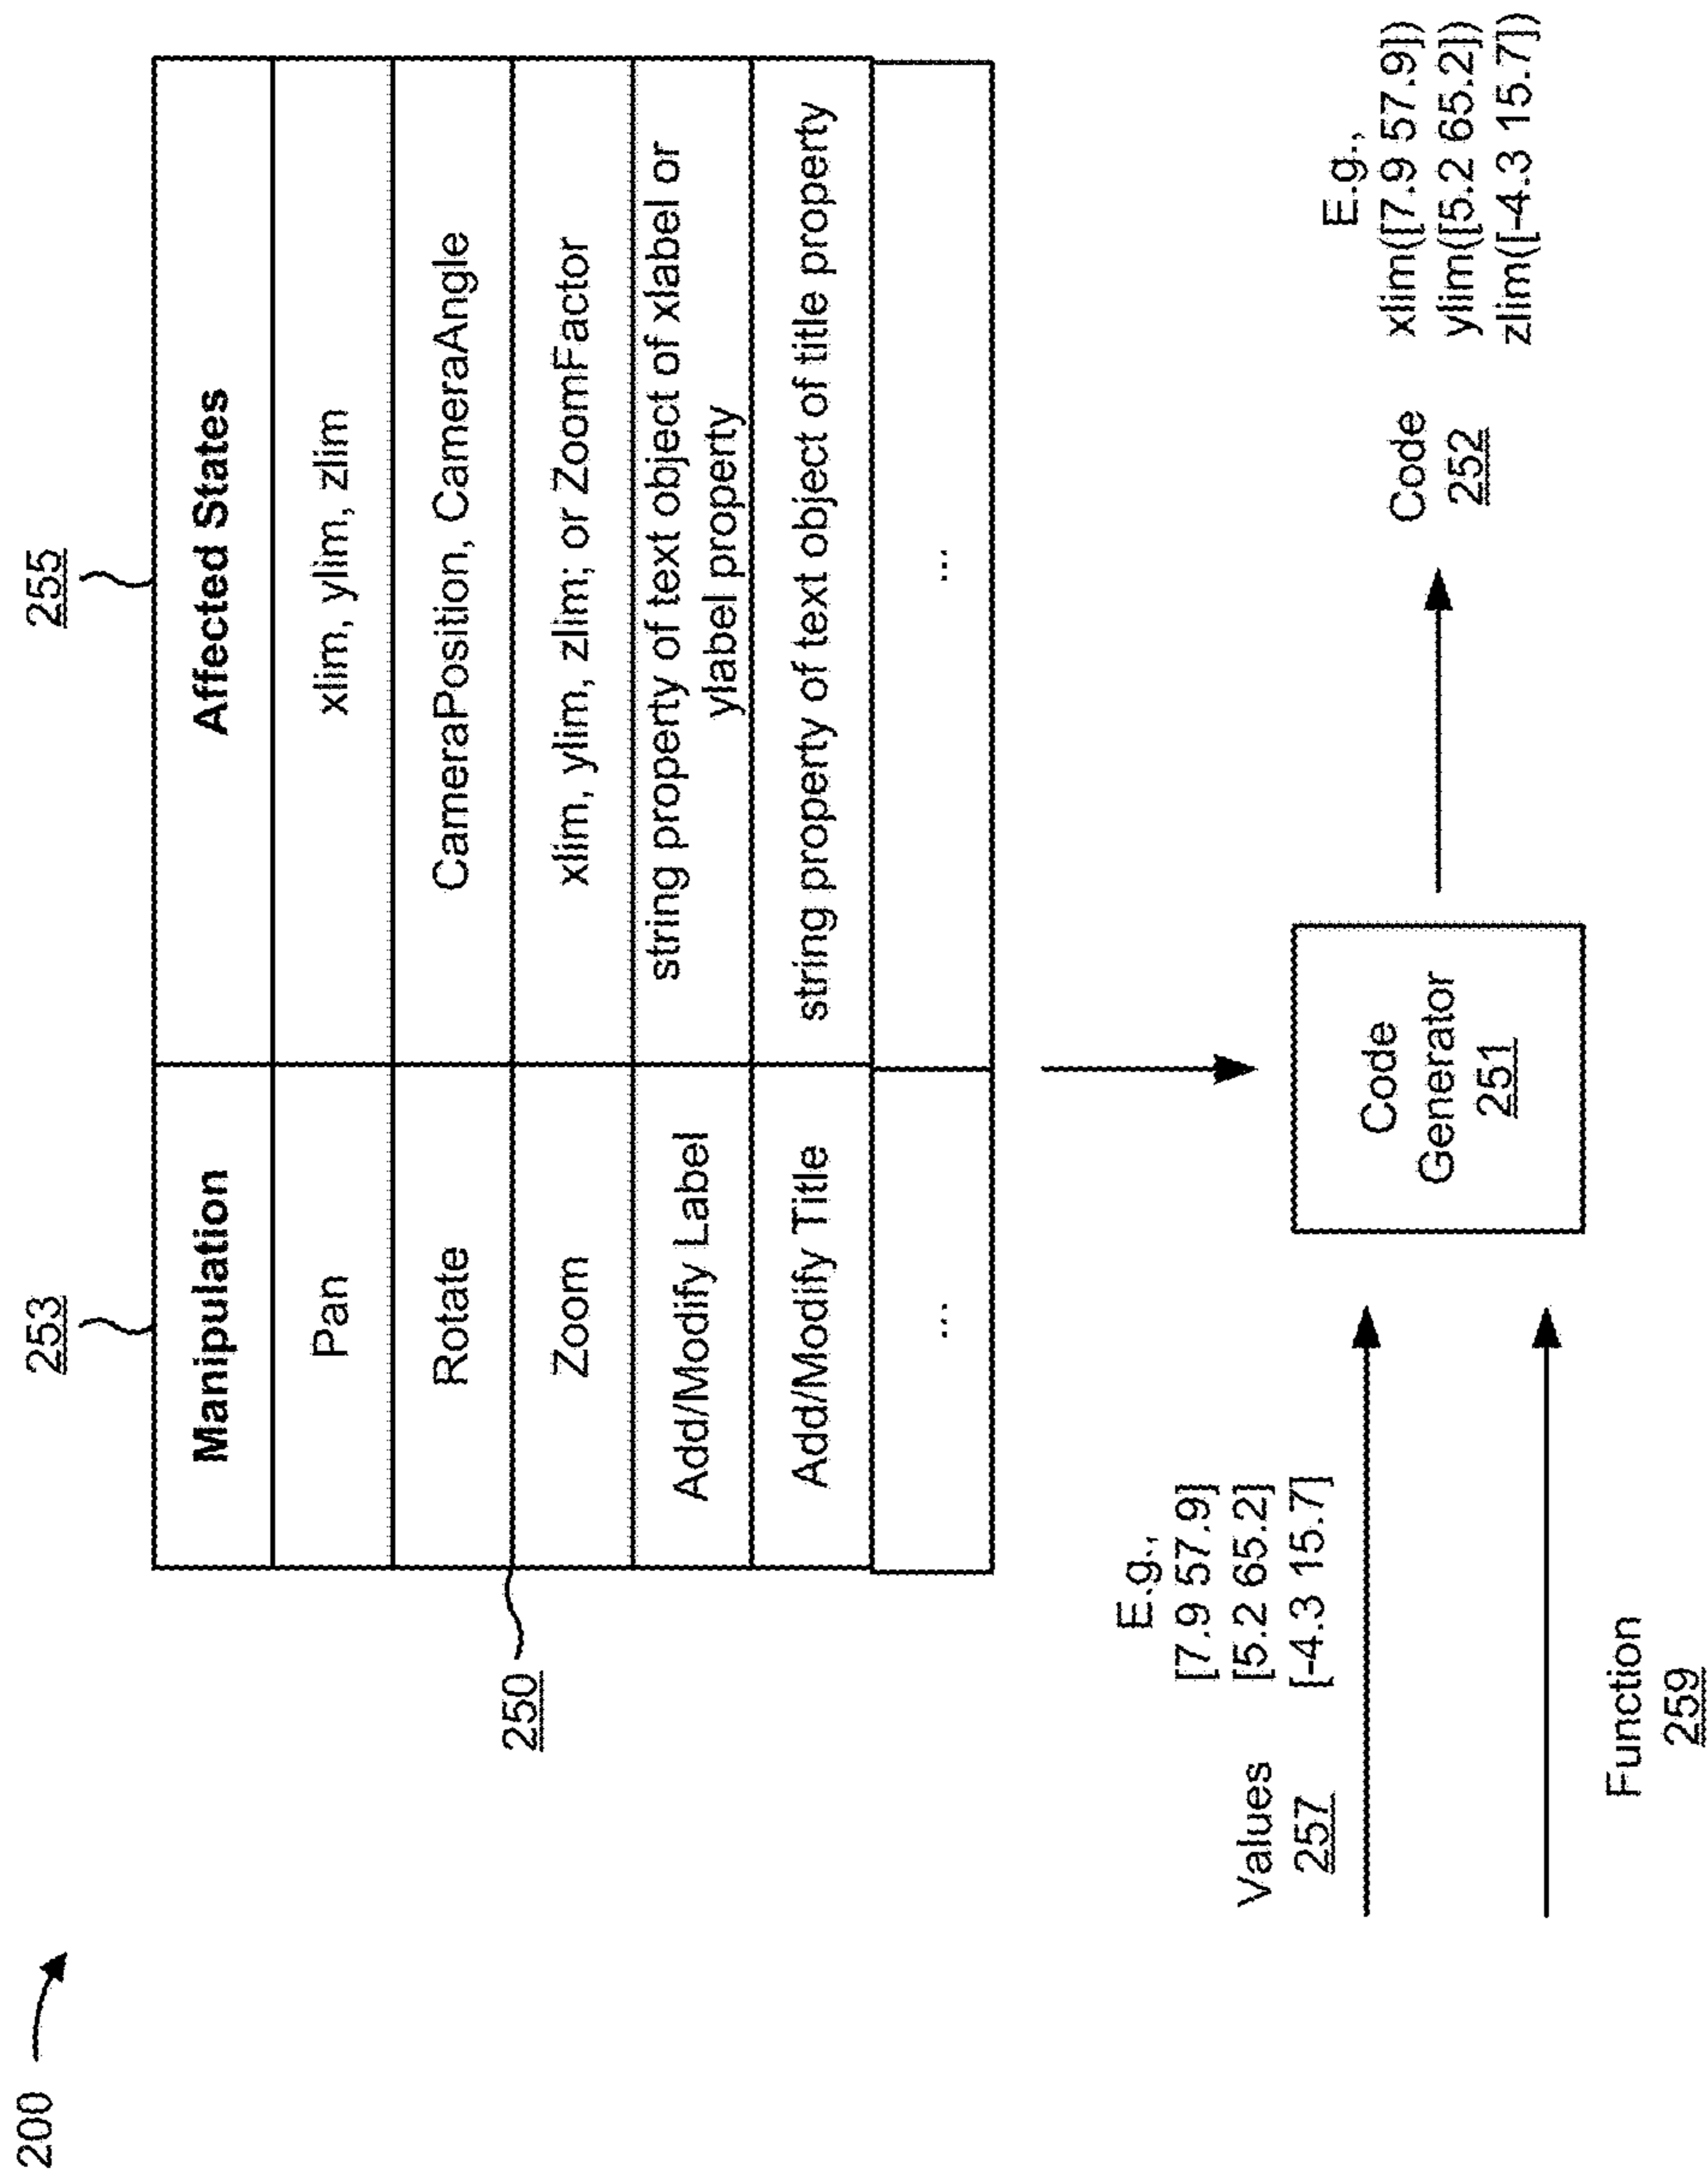 200
253
255
Manipulation Affected States
Pan xlim, ylim, zlim
Rotate CameraPosition, CameraAngle
Zoom xlim, ylim, zlim; or ZoomFactor
Add/Modify Label string property of text object of xlabel or
ylabel property
Add/Modify Title string property of text object of title property
... ...
250
E.g.,
[7.9 57.9]
[5.2 65.2]
[-4.3 15.7]
Values
257
Function
259
Code
Generator
251
Code
252
E.g.,
xlim([7.9 57.9])
ylim([5.2 65.2])
zlim([-4.3 15.7])